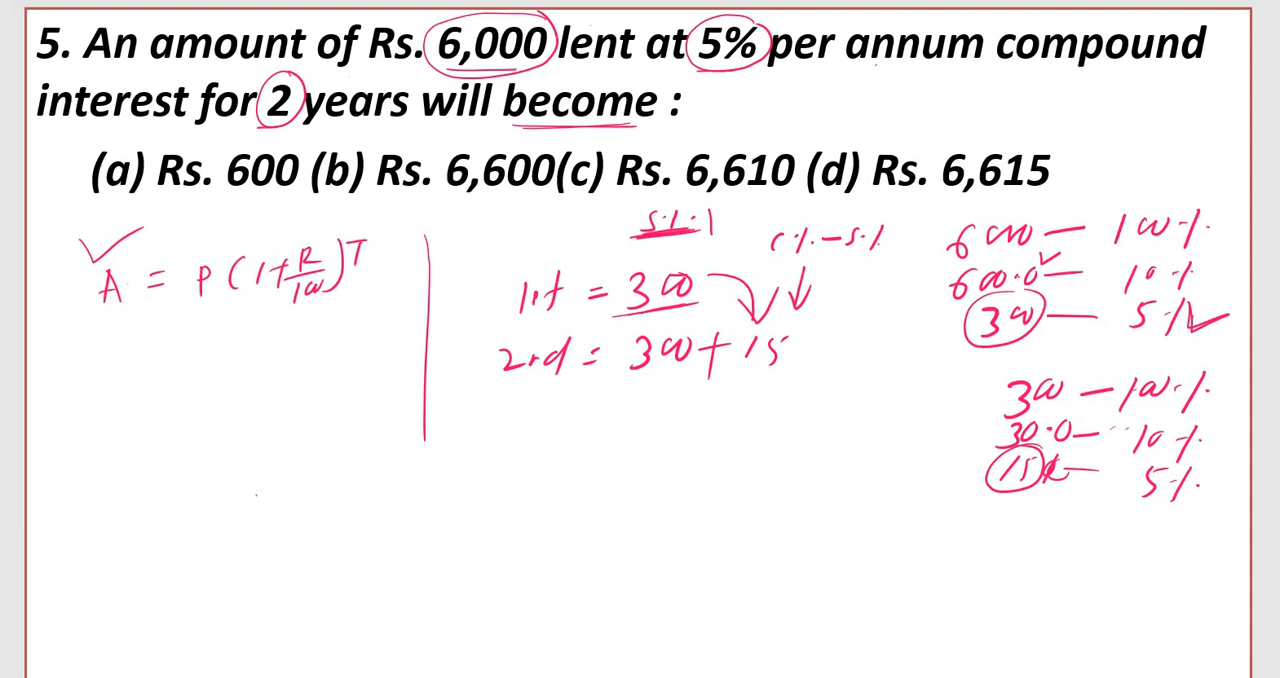 5. An amount of Rs. 6,000 lent at 5% per annum compound
interest for 2 years will become :
(a) Rs. 600 (b) Rs. 6,600(c) Rs. 6,610 (d) Rs. 6,615
A = P(1+R/100)T
5%
5%
1st = 300
2nd = 300+15
6000 — 100%
600.0 — 10%
300 — 5%
300 — 100%
30.0 — 10%
15 — 5%